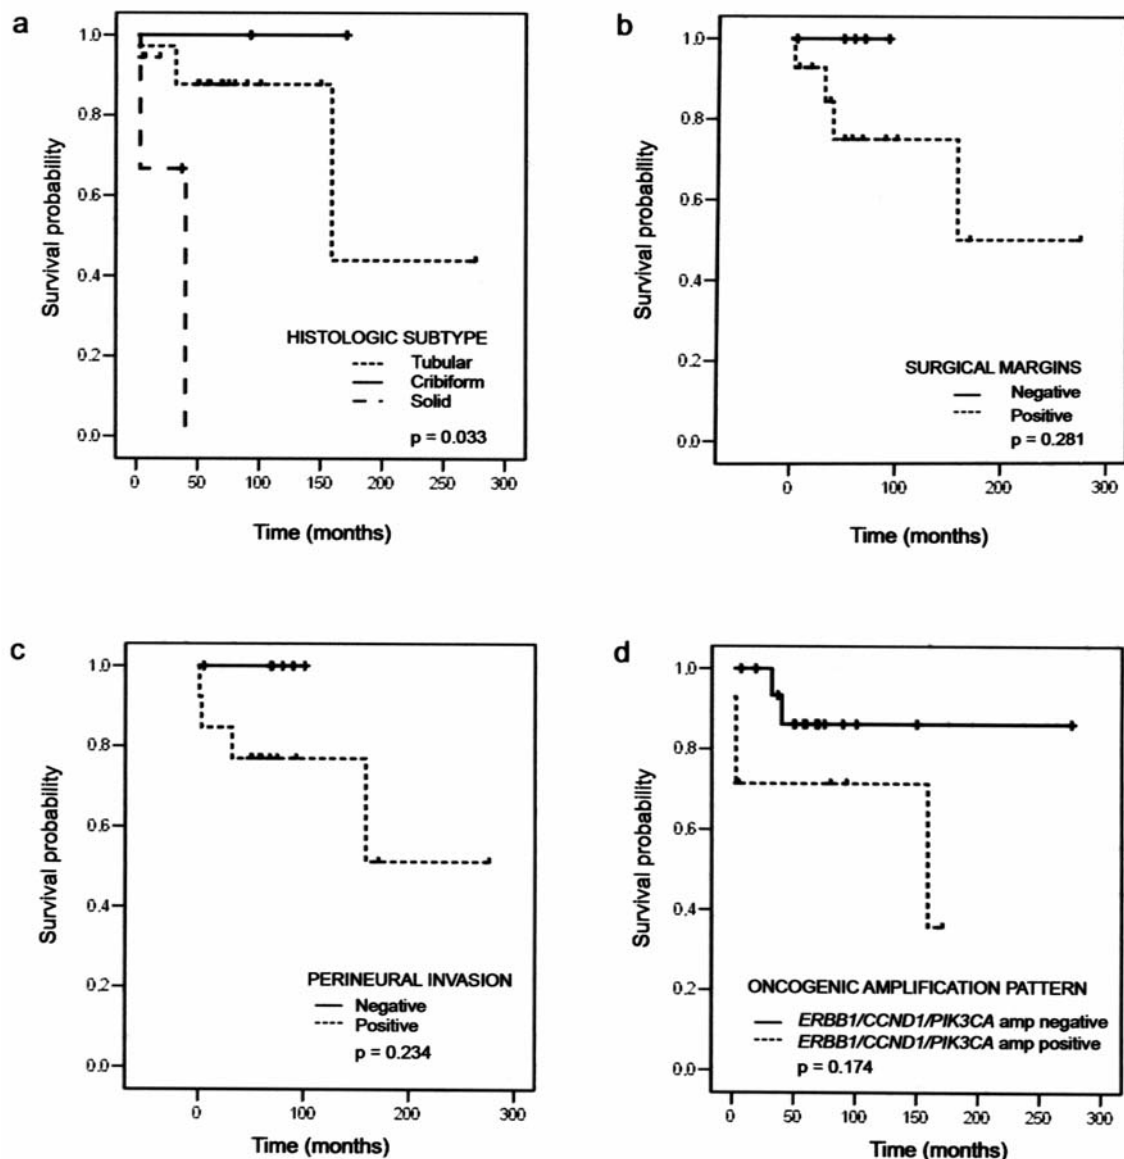 a
1.0
0.8
0.6
0.4
0.2
0.0
Survival probability
HISTOLOGIC SUBTYPE
Tubular
Cribiform
Solid
p = 0.033
0 50 100 150 200 250 300
Time (months)
b
1.0
0.8
0.6
0.4
0.2
0.0
Survival probability
SURGICAL MARGINS
Negative
Positive
p = 0.281
0 100 200 300
Time (months)
c
1.0
0.8
0.6
0.4
0.2
0.0
Survival probability
PERINEURAL INVASION
Negative
Positive
p = 0.234
0 100 200 300
Time (months)
d
1.0
0.8
0.6
0.4
0.2
0.0
Survival probability
ONCOGENIC AMPLIFICATION PATTERN
ERBB1/CCND1/PIK3CA amp negative
ERBB1/CCND1/PIK3CA amp positive
p = 0.174
0 50 100 150 200 250 300
Time (months)